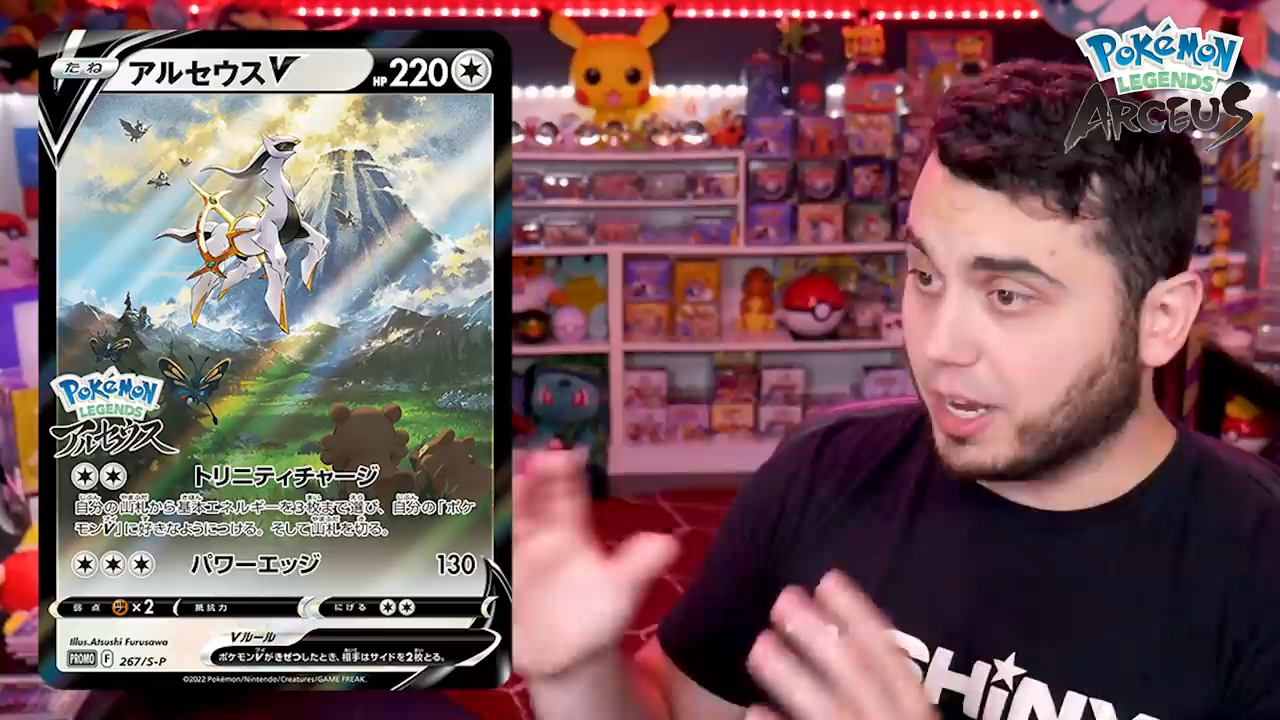 たね
アルセウスV
HP 220
Pokémon
LEGENDS
アルセウス
トリニティチャージ
自分の山札から基本エネルギーを3枚まで選び、自分の「ポケ
モンV」に好きなようにつける。そして山札を切る。
パワーエッジ 130
弱点 ×2 抵抗力 にげる
Vルール
ポケモンVがきぜつしたとき、相手はサイドを2枚とる。
Illus. Atsushi Furusawa
PROMO F 267/S-P
©2022 Pokémon/Nintendo/Creatures/GAME FREAK.
POKéMON
LEGENDS
ARCEUS
SHiNY